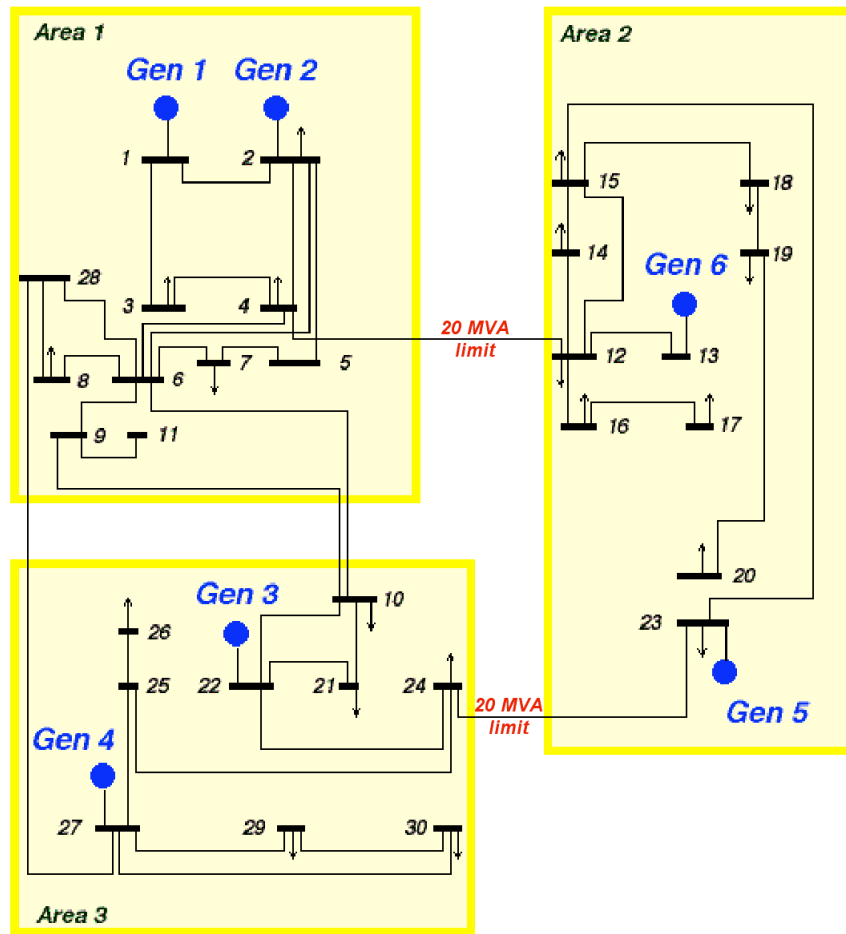 Area 1
Area 2
Gen 1
Gen 2
1
2
15
18
14
19
Gen 6
28
3
4
20 MVA
limit
12
13
8
6
7
5
9
11
16
17
Gen 3
10
20
26
23
25
22
21
24
20 MVA
limit
Gen 5
Gen 4
27
29
30
Area 3